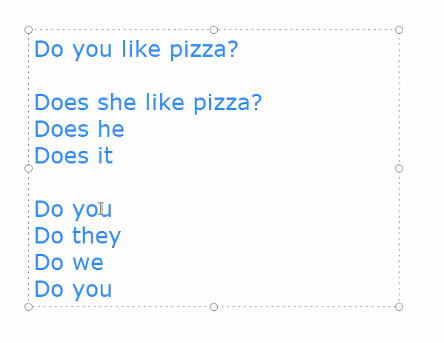 Do you like pizza?
Does she like pizza?
Does he
Does it
Do you
Do they
Do we
Do you